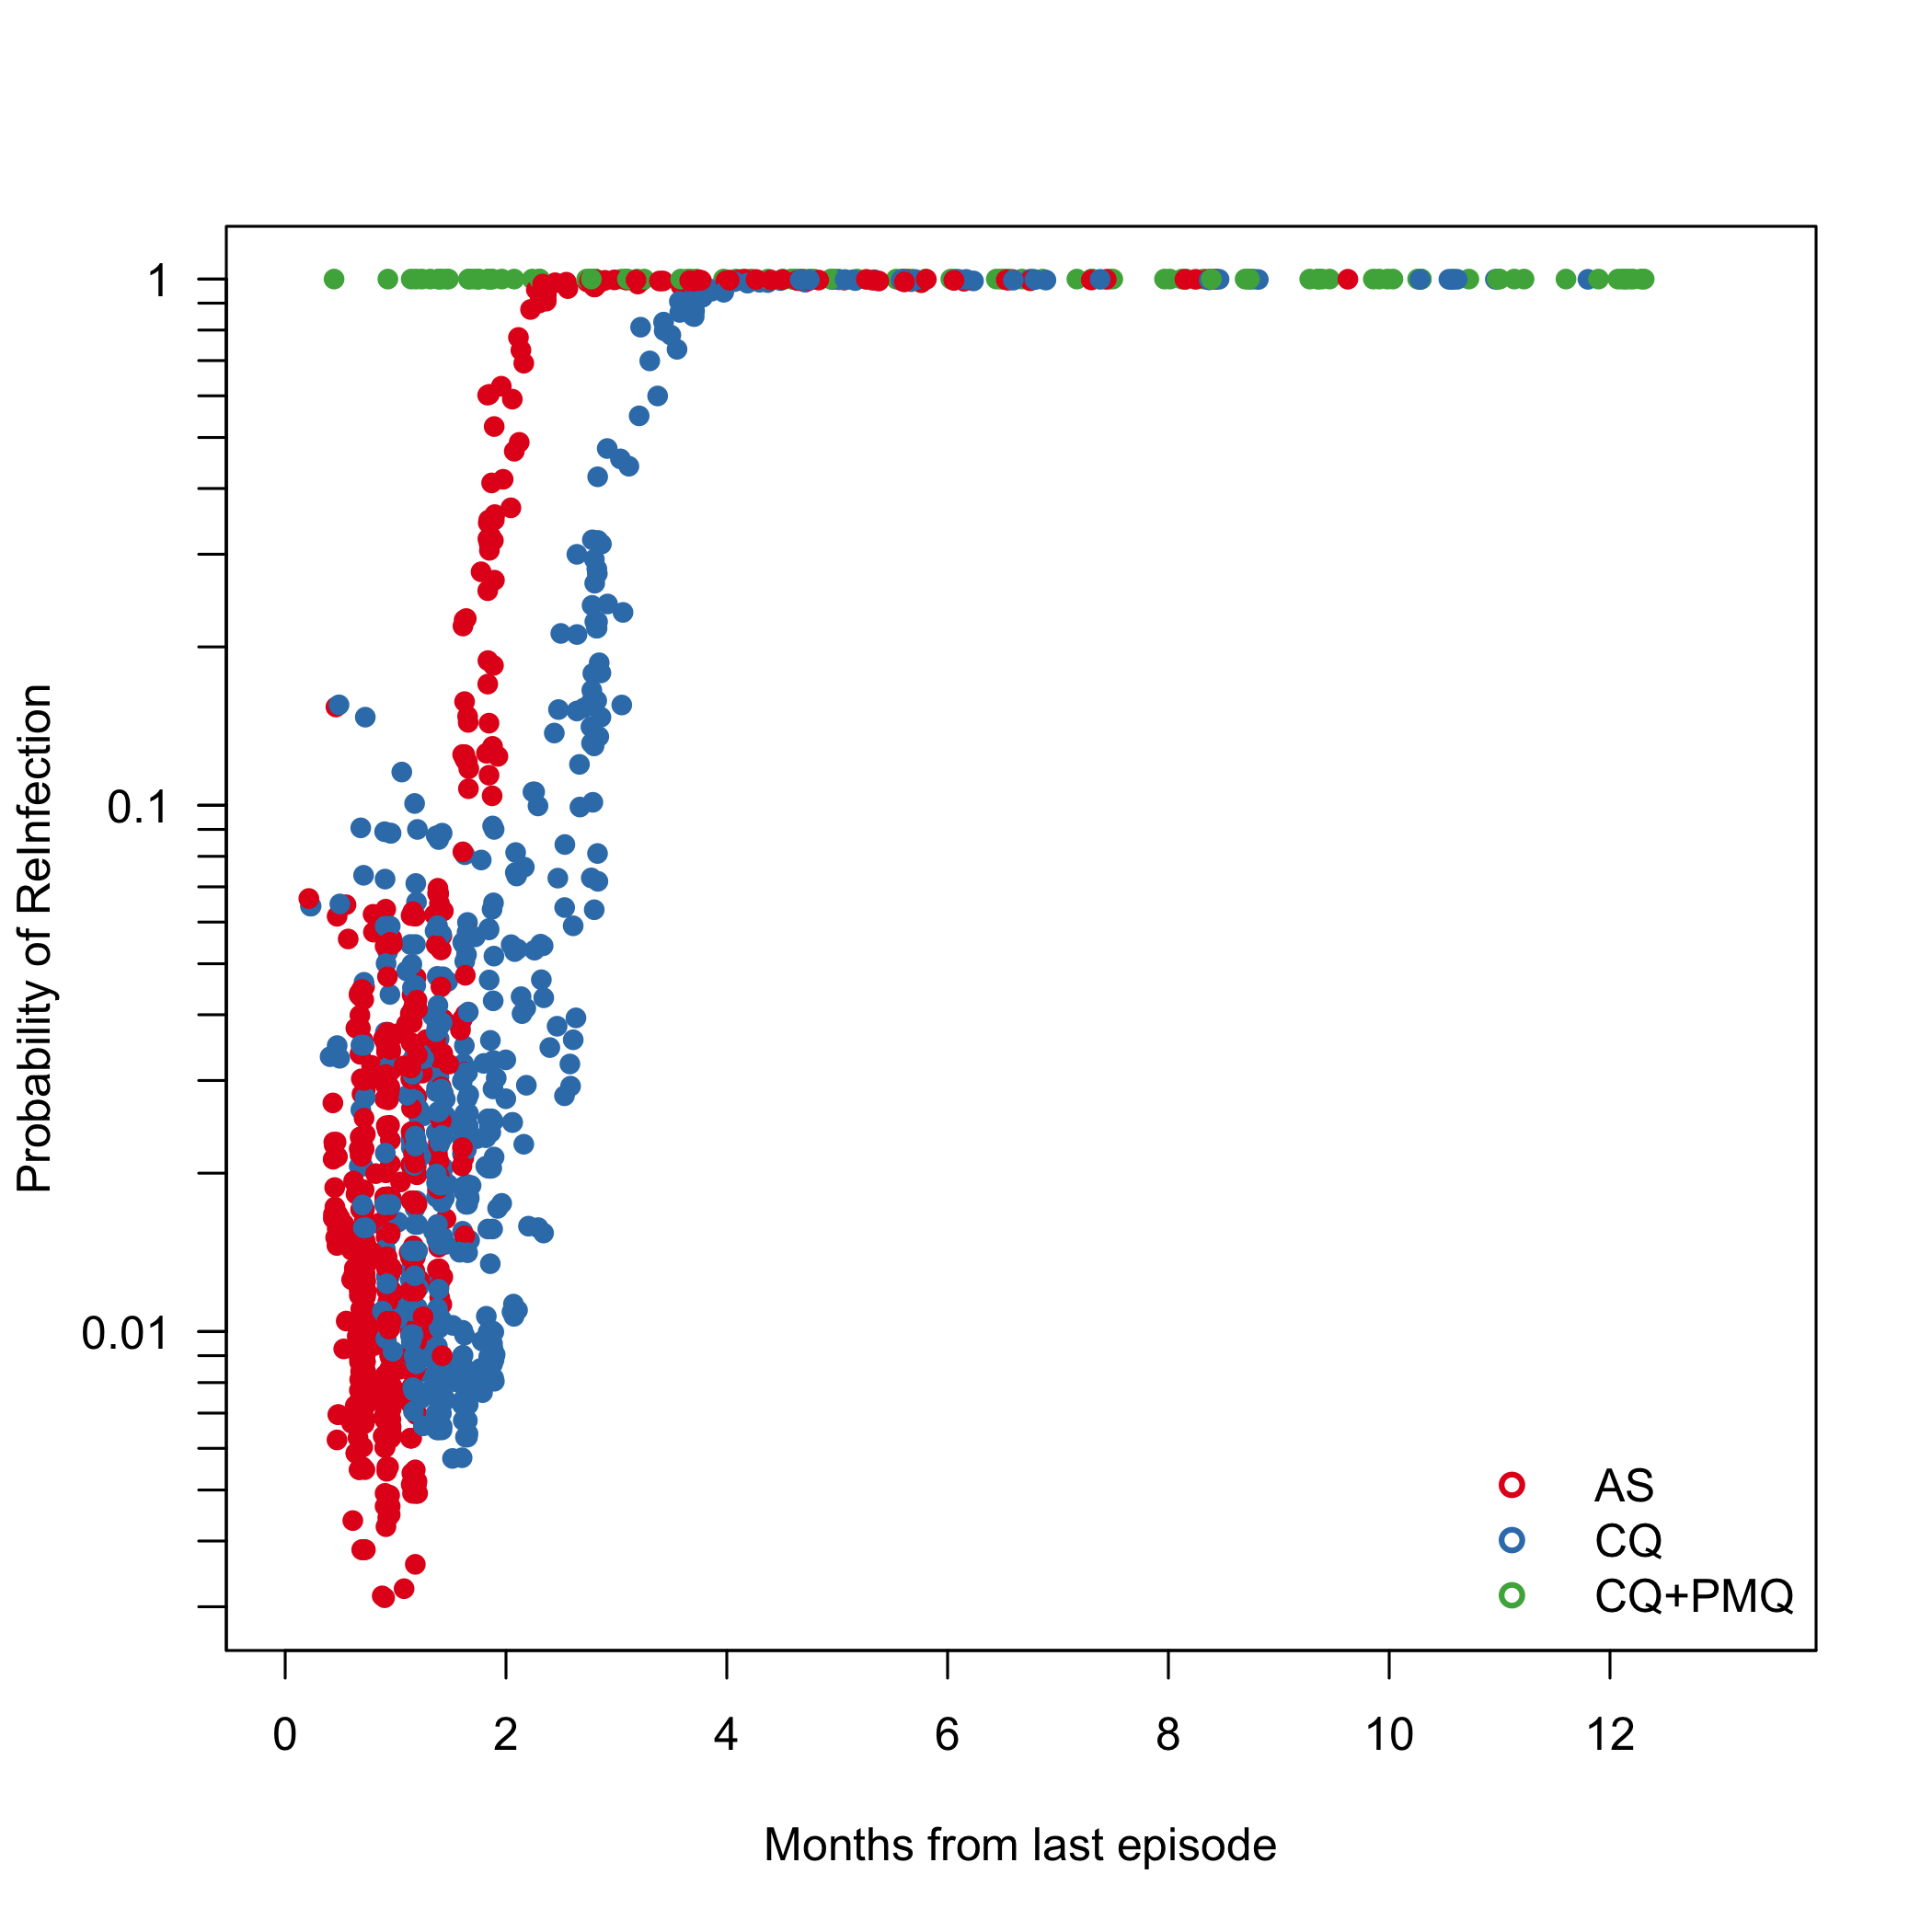 1
0.1
0.01
Probability of ReInfection
AS
CQ
CQ+PMQ
0 2 4 6 8 10 12
Months from last episode